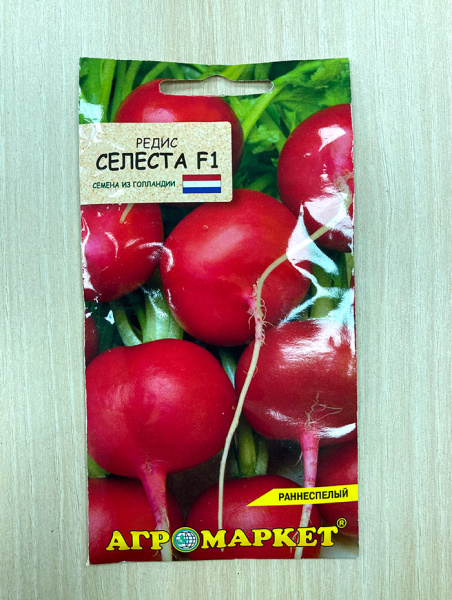 РЕДИС
СЕЛЕСТА F1
СЕМЕНА ИЗ ГОЛЛАНДИИ
РАННЕСПЕЛЫЙ
АГРОМАРКЕТ®